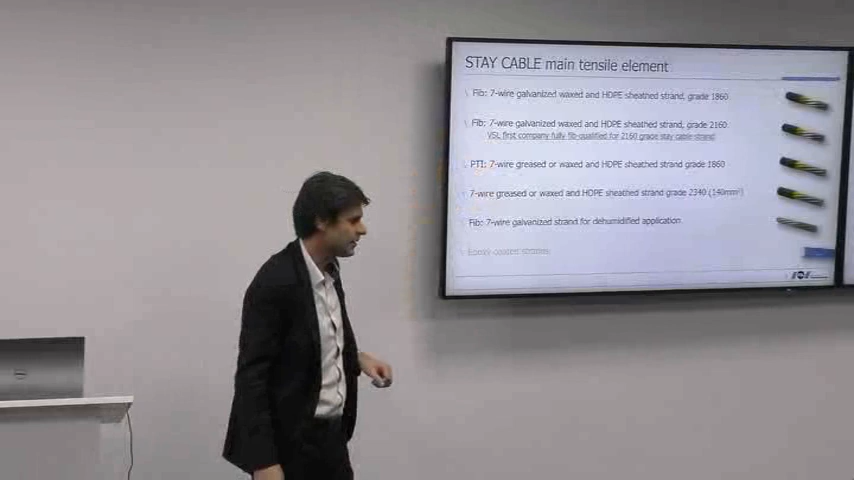 STAY CABLE main tensile element
\ Fib: 7-wire galvanized waxed and HDPE sheathed strand, grade 1860
\ Fib: 7-wire galvanized waxed and HDPE sheathed strand, grade 2160
VSL first company fully fib-qualified for 2160 grade stay cable strand
\ PTI: 7-wire greased or waxed and HDPE sheathed strand grade 1860
\ 7-wire greased or waxed and HDPE sheathed strand grade 2340 (140mm²)
\ Fib: 7-wire galvanized strand for dehumidified application
\ Epoxy coated strands